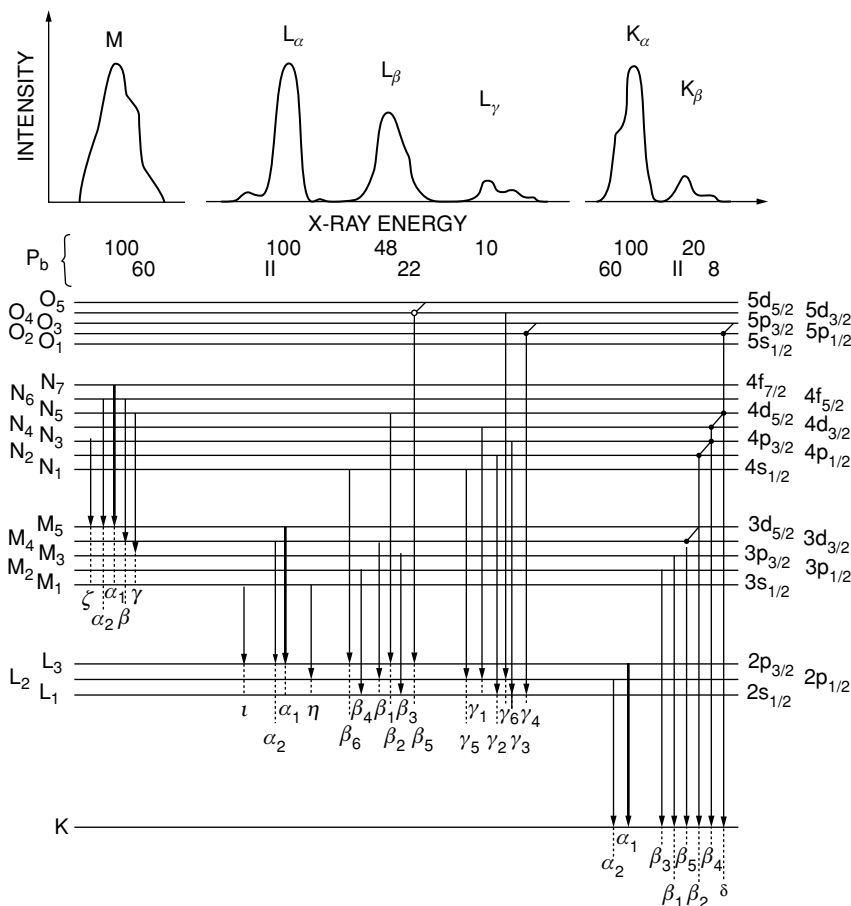 INTENSITY
M Lα Lβ Lγ Kα Kβ
X-RAY ENERGY
Pb { 100 60 II 100 48 22 10 60 100 II 20 8
O5 5d5/2
O4 5d3/2
O3 5p3/2
O2 5p1/2
O1 5s1/2
N7 4f7/2
N6 4f5/2
N5 4d5/2
N4 4d3/2
N3 4p3/2
N2 4p1/2
N1 4s1/2
M5 3d5/2
M4 3d3/2
M3 3p3/2
M2 3p1/2
M1 3s1/2
ζ α2 α1 β γ
L3 2p3/2
L2 2p1/2
L1 2s1/2
ι α2 α1 η β6 β4 β1 β2 β3 β5 γ5 γ1 γ2 γ6 γ3 γ4
K
α2 α1 β3 β1 β5 β2 β4 δ